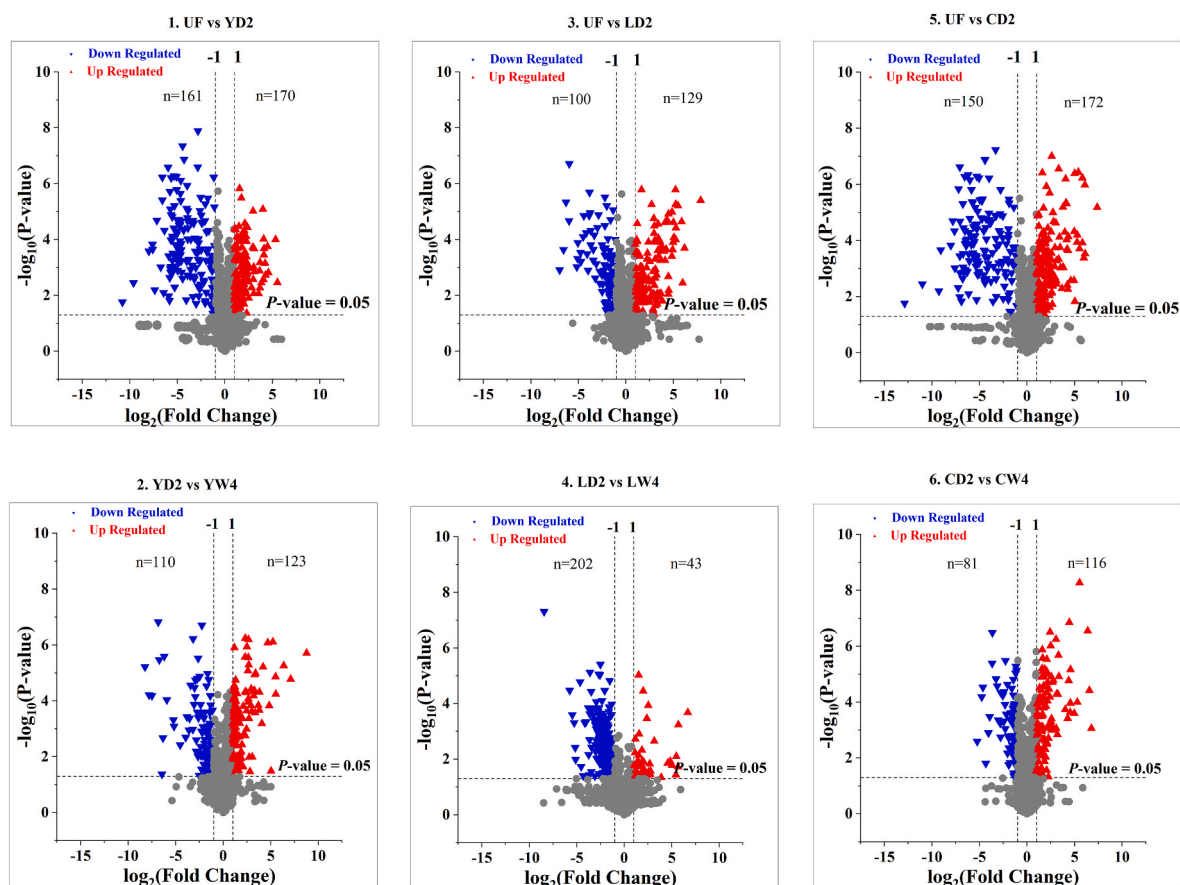 1. UF vs YD2
Down Regulated
Up Regulated
-1 1
n=161
n=170
P-value = 0.05
-log10(P-value)
10
8
6
4
2
0
-15 -10 -5 0 5 10
log2(Fold Change)
3. UF vs LD2
Down Regulated
Up Regulated
-1 1
n=100
n=129
P-value = 0.05
-log10(P-value)
10
8
6
4
2
0
-15 -10 -5 0 5 10
log2(Fold Change)
5. UF vs CD2
Down Regulated
Up Regulated
-1 1
n=150
n=172
P-value = 0.05
-log10(P-value)
10
8
6
4
2
0
-15 -10 -5 0 5 10
log2(Fold Change)
2. YD2 vs YW4
Down Regulated
Up Regulated
-1 1
n=110
n=123
P-value = 0.05
-log10(P-value)
10
8
6
4
2
0
-15 -10 -5 0 5 10
log2(Fold Change)
4. LD2 vs LW4
Down Regulated
Up Regulated
-1 1
n=202
n=43
P-value = 0.05
-log10(P-value)
10
8
6
4
2
0
-15 -10 -5 0 5 10
log2(Fold Change)
6. CD2 vs CW4
Down Regulated
Up Regulated
-1 1
n=81
n=116
P-value = 0.05
-log10(P-value)
10
8
6
4
2
0
-15 -10 -5 0 5 10
log2(Fold Change)